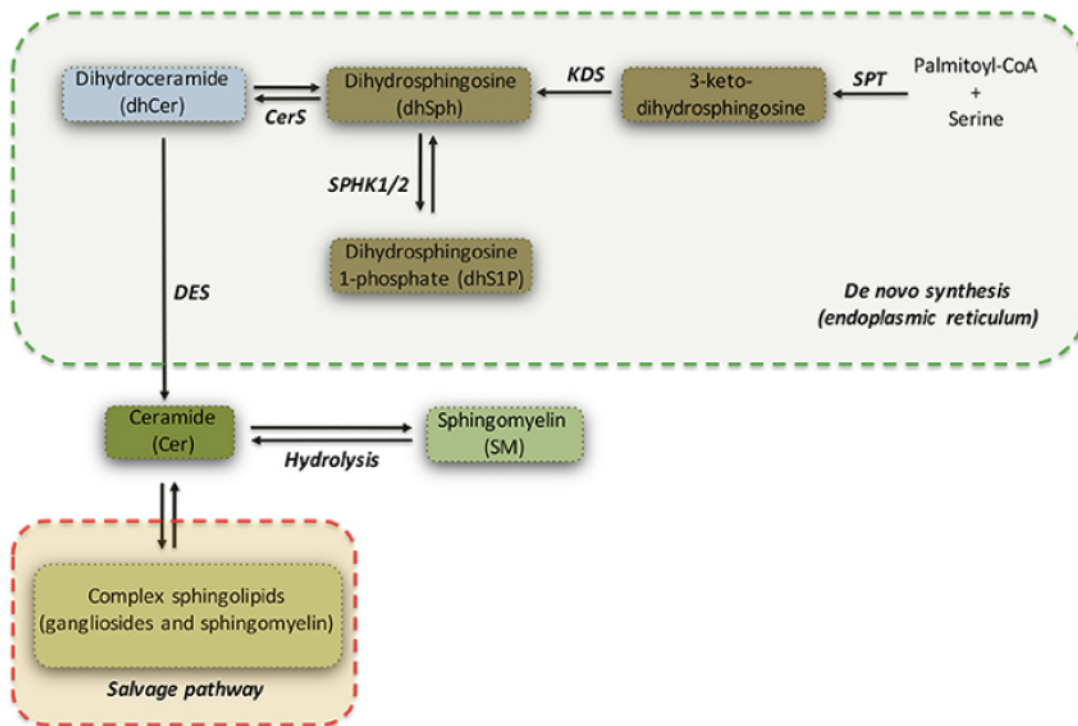 Dihydroceramide
(dhCer)
CerS
Dihydrosphingosine
(dhSph)
KDS
3-keto-
dihydrosphingosine
SPT
Palmitoyl-CoA
+
Serine
SPHK1/2
Dihydrosphingosine
1-phosphate (dhS1P)
DES
De novo synthesis
(endoplasmic reticulum)
Ceramide
(Cer)
Hydrolysis
Sphingomyelin
(SM)
Complex sphingolipids
(gangliosides and sphingomyelin)
Salvage pathway